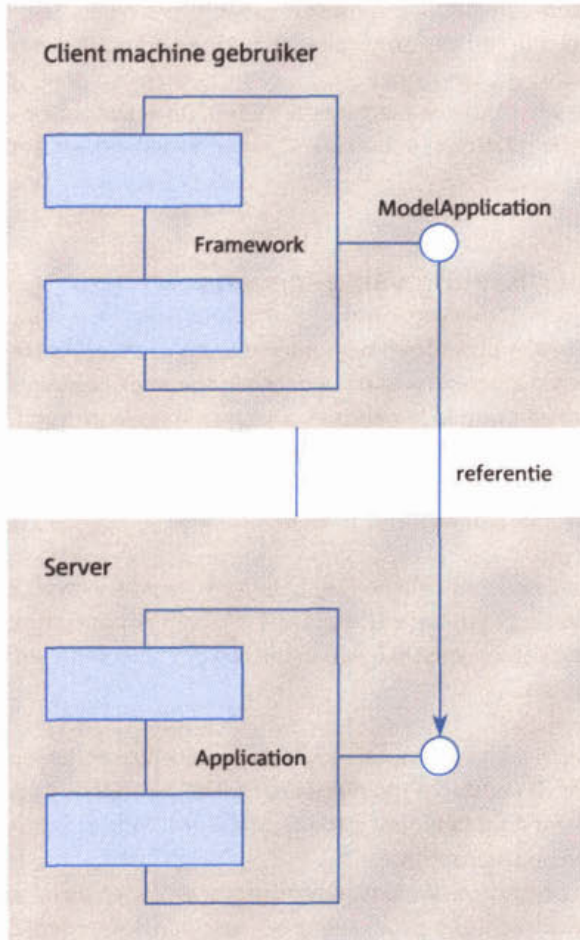 Client machine gebruiker
ModelApplication
Framework
referentie
Server
Application